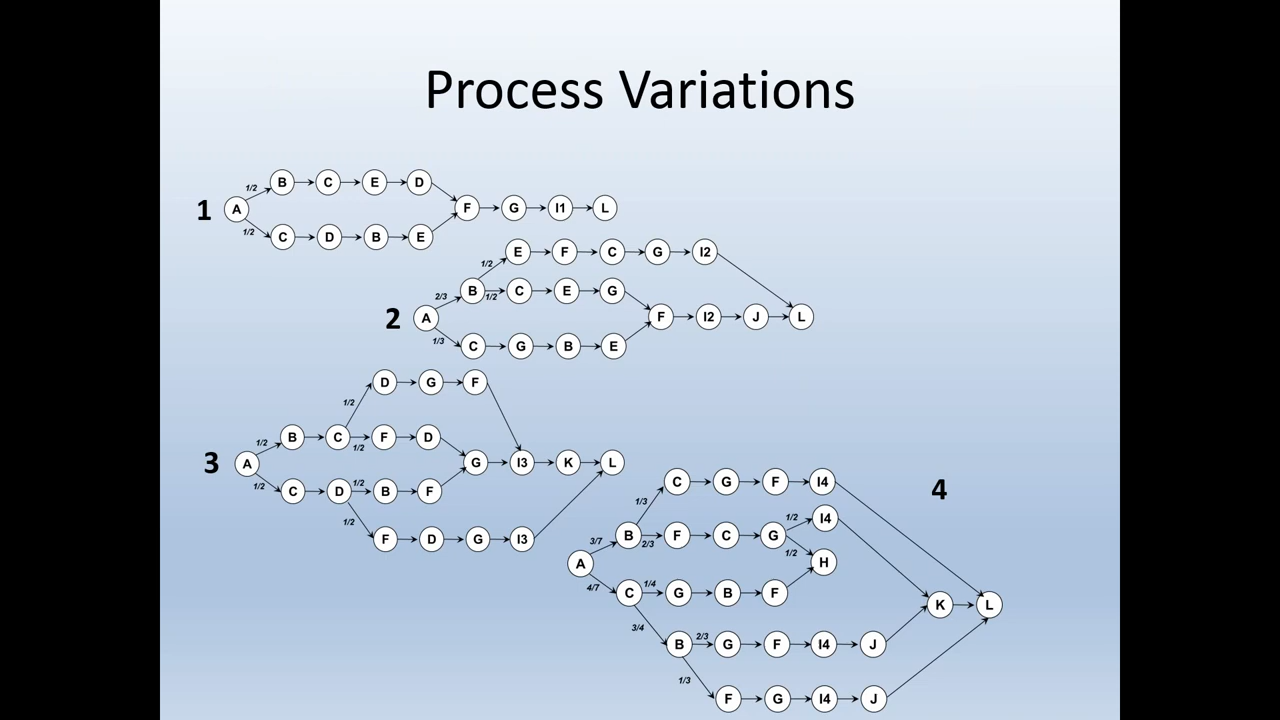 Process Variations
1
1/2 B C E D
A F G I1 L
1/2 C D B E
2
1/2 E F C G I2
2/3 B 1/2 C E G
A F I2 J L
1/3 C G B E
3
1/2 D G F
1/2 B C 1/2 F D
A G I3 K L
1/2 C D 1/2 B F
1/2 F D G I3
4
1/3 C G F I4
1/2 I4
3/7 B 2/3 F C G
1/2 H
A
4/7 C 1/4 G B F
K L
3/4 B 2/3 G F I4 J
1/3 F G I4 J